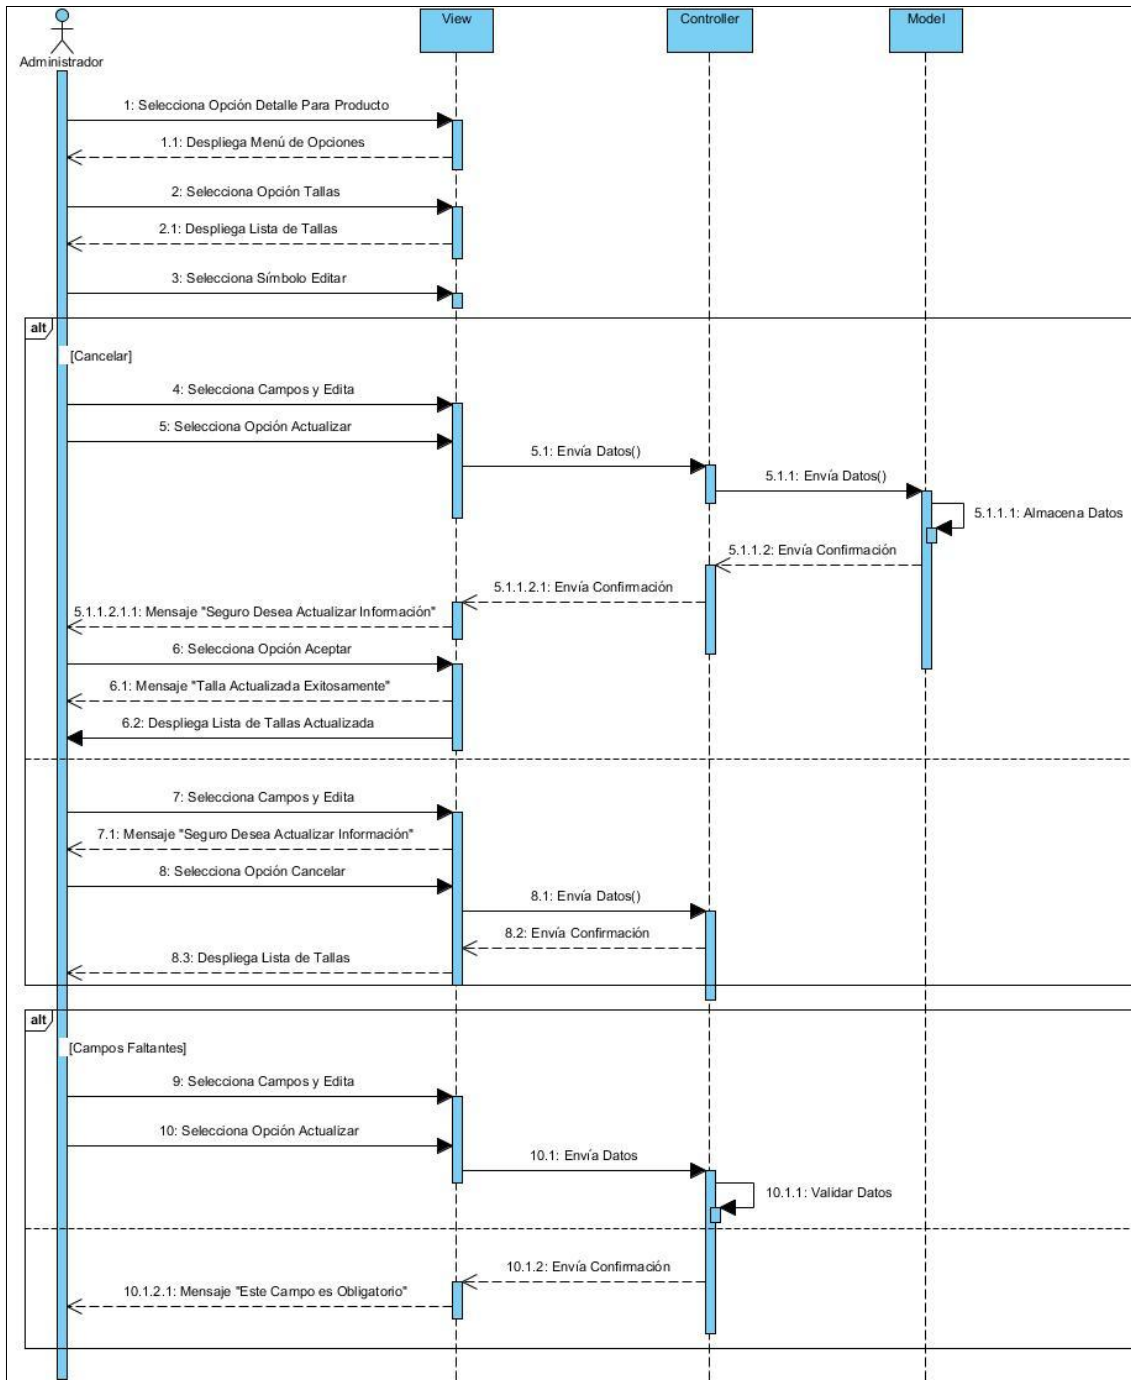 View
Controller
Model
Administrador
1: Selecciona Opción Detalle Para Producto
1.1: Despliega Menú de Opciones
2: Selecciona Opción Tallas
2.1: Despliega Lista de Tallas
3: Selecciona Símbolo Editar
alt
[Cancelar]
4: Selecciona Campos y Edita
5: Selecciona Opción Actualizar
5.1: Envía Datos()
5.1.1: Envía Datos()
5.1.1.1: Almacena Datos
5.1.1.2: Envía Confirmación
5.1.1.2.1: Envía Confirmación
5.1.1.2.1.1: Mensaje "Seguro Desea Actualizar Información"
6: Selecciona Opción Aceptar
6.1: Mensaje "Talla Actualizada Exitosamente"
6.2: Despliega Lista de Tallas Actualizada
7: Selecciona Campos y Edita
7.1: Mensaje "Seguro Desea Actualizar Información"
8: Selecciona Opción Cancelar
8.1: Envía Datos()
8.2: Envía Confirmación
8.3: Despliega Lista de Tallas
alt
[Campos Faltantes]
9: Selecciona Campos y Edita
10: Selecciona Opción Actualizar
10.1: Envía Datos
10.1.1: Validar Datos
10.1.2: Envía Confirmación
10.1.2.1: Mensaje "Este Campo es Obligatorio"